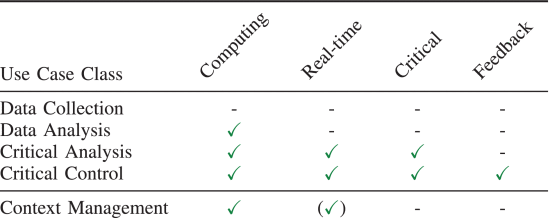 Use Case Class Computing Real-time Critical Feedback
Data Collection - - - -
Data Analysis ✓ - - -
Critical Analysis ✓ ✓ ✓ -
Critical Control ✓ ✓ ✓ ✓
Context Management ✓ (✓) - -